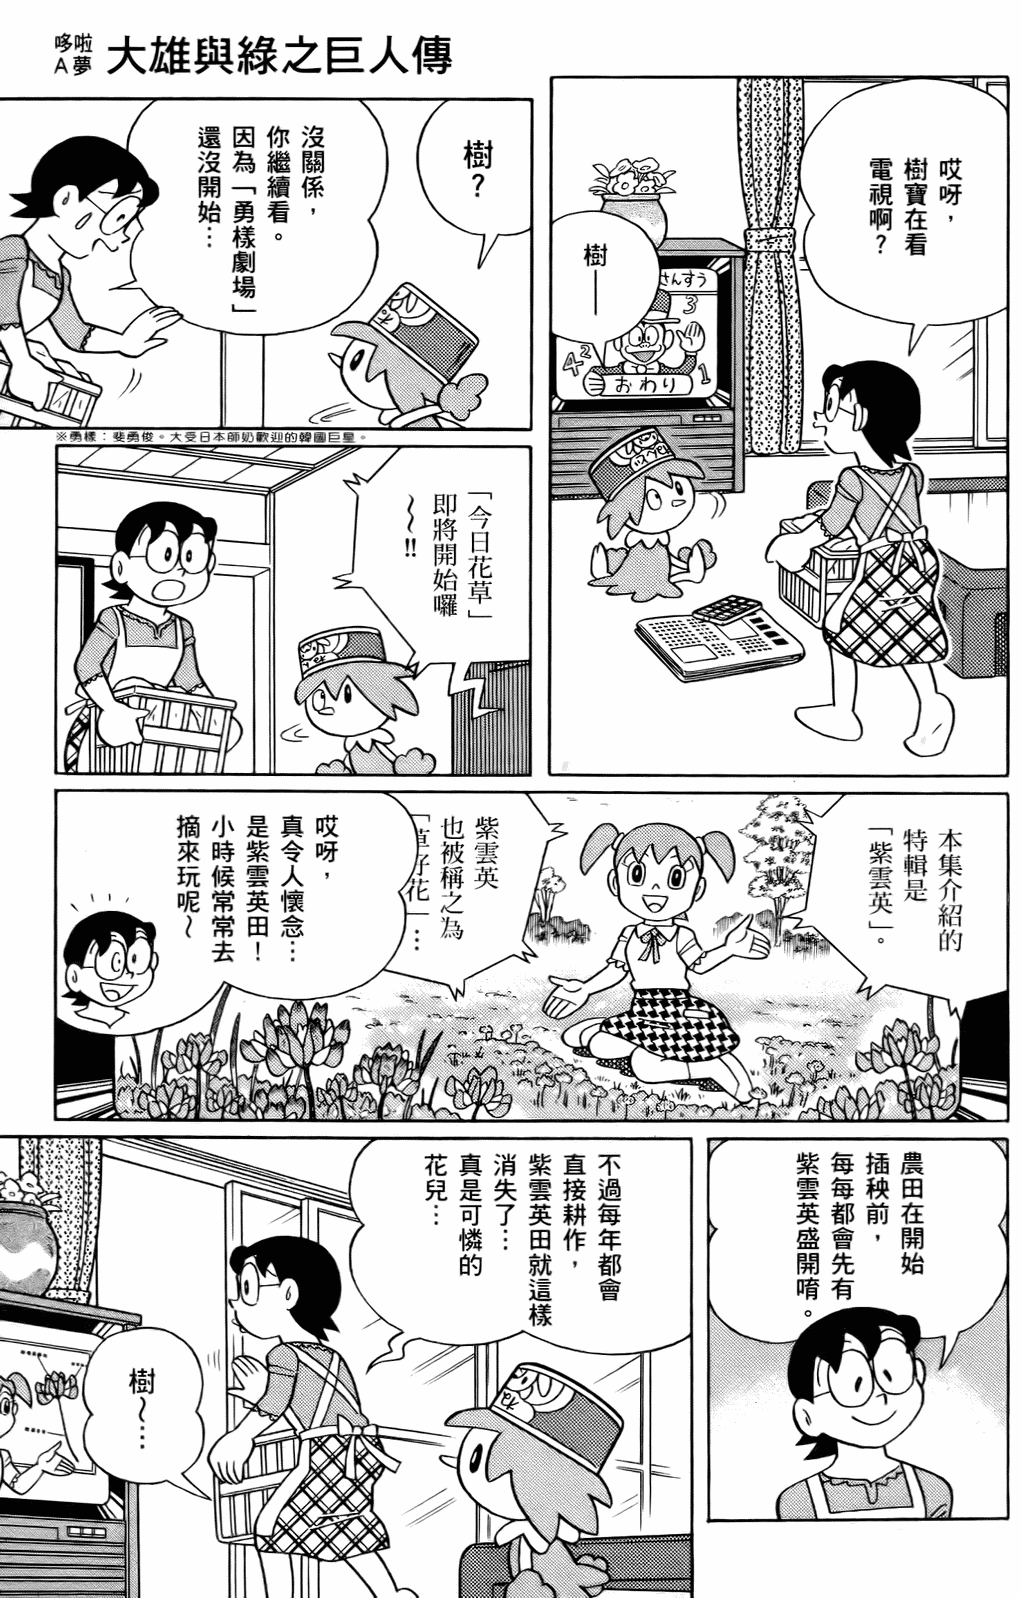 哆啦
A夢
大雄與綠之巨人傳
哎呀，
樹寶在看
電視啊？
樹──
さんすう
3
4
2
1
おわり
樹？
沒關係，
你繼續看。
因為「勇樣劇場」
還沒開始…
※勇樣：裴勇俊。大受日本師奶歡迎的韓國巨星。
「今日花草」
即將開始囉
～!!
本集介紹的
特輯是
「紫雲英」。
紫雲英
也被稱之為
「草仔花」…
哎呀，
真令人懷念…
是紫雲英田！
小時候常常去
摘來玩呢～
農田在開始
插秧前，
每每都會先有
紫雲英盛開唷。
不過每年都會
直接耕作，
紫雲英田就這樣
消失了…
真是可憐的
花兒…
樹～…